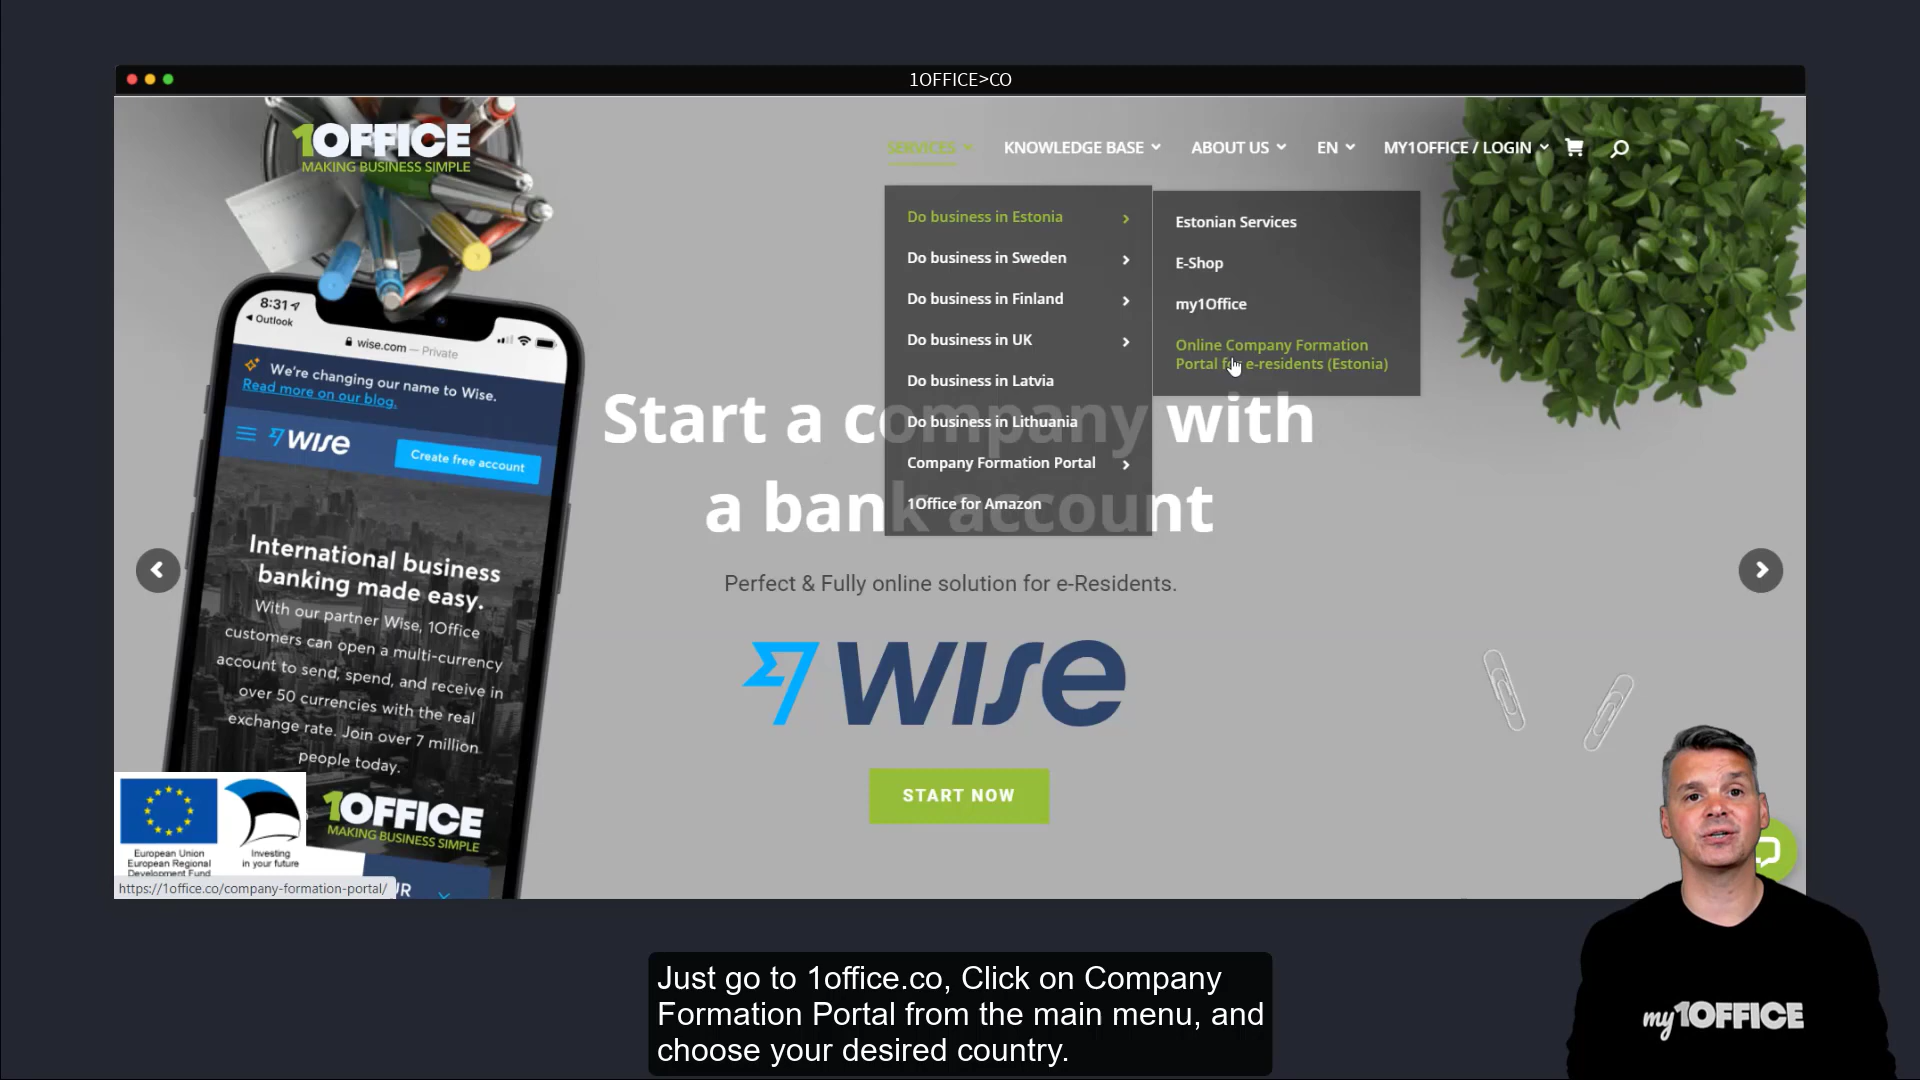 1OFFICE>CO
1OFFICE
MAKING BUSINESS SIMPLE
SERVICES
KNOWLEDGE BASE
ABOUT US
EN
MY1OFFICE / LOGIN
Do business in Estonia
Do business in Sweden
Do business in Finland
Do business in UK
Do business in Latvia
Do business in Lithuania
Company Formation Portal
1Office for Amazon
Estonian Services
E-Shop
my1Office
Online Company Formation
Portal for e-residents (Estonia)
8:31
Outlook
wise.com — Private
We're changing our name to Wise.
Read more on our blog.
WISE
Create free account
International business
banking made easy.
With our partner Wise, 1Office
customers can open a multi-currency
account to send, spend, and receive in
over 50 currencies with the real
exchange rate. Join over 7 million
people today.
1OFFICE
MAKING BUSINESS SIMPLE
Start a company with
a bank account
Perfect & Fully online solution for e-Residents.
WISE
START NOW
European Union
European Regional
Development Fund
Investing
in your future
https://1office.co/company-formation-portal/
my1OFFICE
Just go to 1office.co, Click on Company
Formation Portal from the main menu, and
choose your desired country.